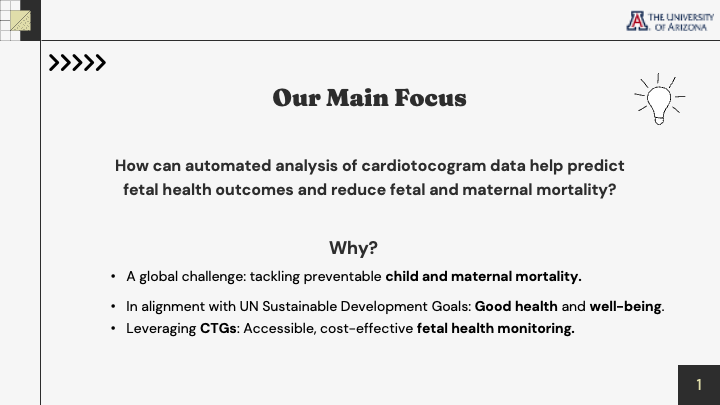 THE UNIVERSITY
OF ARIZONA
Our Main Focus
How can automated analysis of cardiotocogram data help predict
fetal health outcomes and reduce fetal and maternal mortality?
Why?
• A global challenge: tackling preventable child and maternal mortality.
• In alignment with UN Sustainable Development Goals: Good health and well-being.
• Leveraging CTGs: Accessible, cost-effective fetal health monitoring.
1